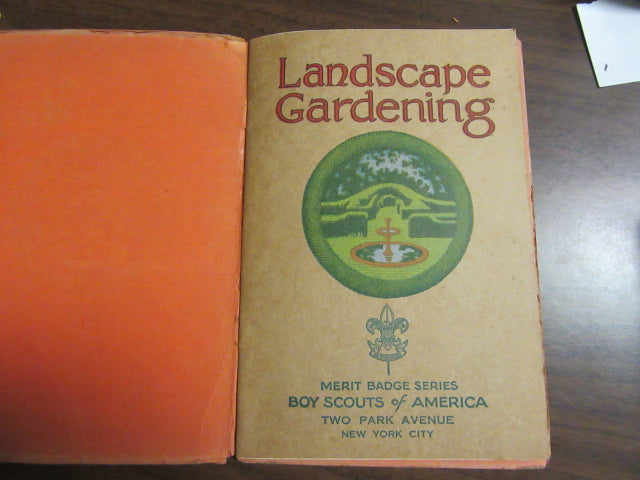 Landscape
Gardening
MERIT BADGE SERIES
BOY SCOUTS of AMERICA
TWO PARK AVENUE
NEW YORK CITY